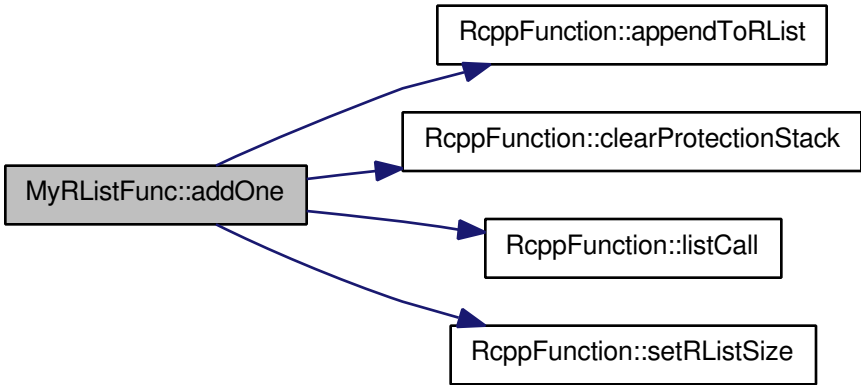 RcppFunction::appendToRList
RcppFunction::clearProtectionStack
MyRListFunc::addOne
RcppFunction::listCall
RcppFunction::setRListSize